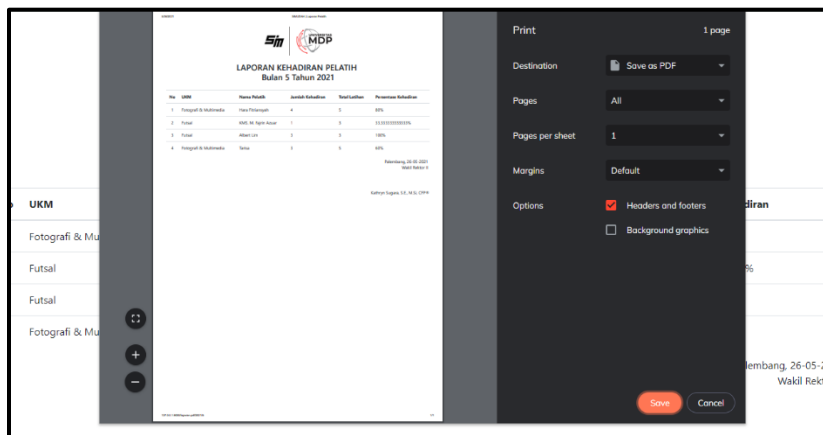 Print 1 page
Destination Save as PDF
Pages All
Pages per sheet 1
Margins Default
Options Headers and footers
Background graphics
Save Cancel
MDP
LAPORAN KEHADIRAN PELATIH
Bulan 5 Tahun 2021
No UKM Nama Pelatih Jumlah Kehadiran Total Latihan Persentase Kehadiran
1 Fotografi & Multimedia 4 5 80%
2 Futsal 1 3
3 Futsal 3 3 100%
4 Fotografi & Multimedia 3 5 60%
Palembang, 26-05-2021
Wakil Rektor II
UKM diran
Fotografi & Mu
Futsal %
Futsal
Fotografi & Mu
lembang, 26-05-2
Wakil Rekt